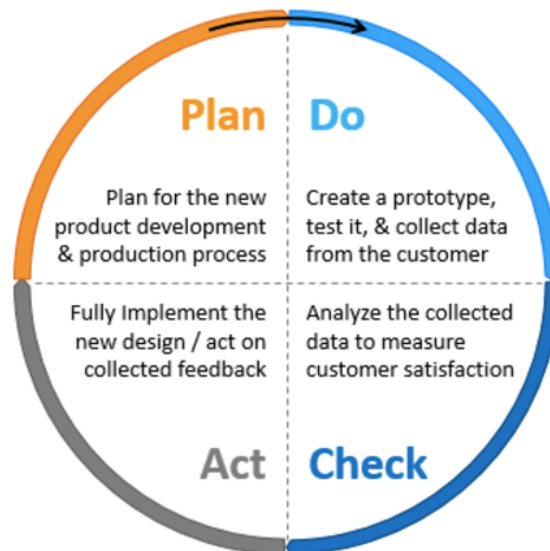 Plan
Plan for the new
product development
& production process
Do
Create a prototype,
test it, & collect data
from the customer
Fully Implement the
new design / act on
collected feedback
Act
Analyze the collected
data to measure
customer satisfaction
Check